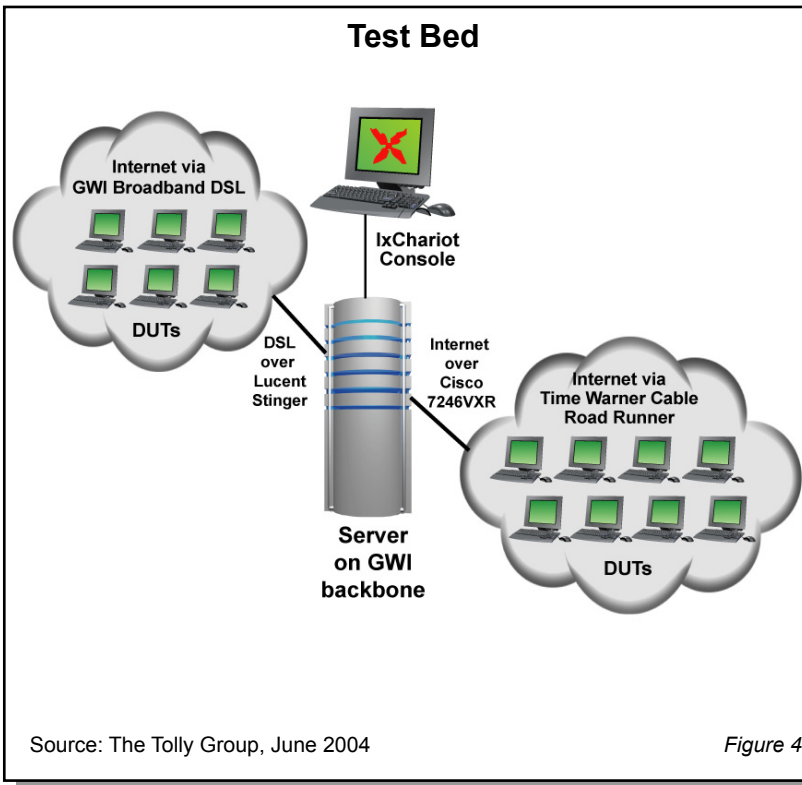 Test Bed
Internet via
GWI Broadband DSL
DUTs
IxChariot
Console
DSL
over
Lucent
Stinger
Internet
over
Cisco
7246VXR
Server
on GWI
backbone
Internet via
Time Warner Cable
Road Runner
DUTs
Source: The Tolly Group, June 2004
Figure 4